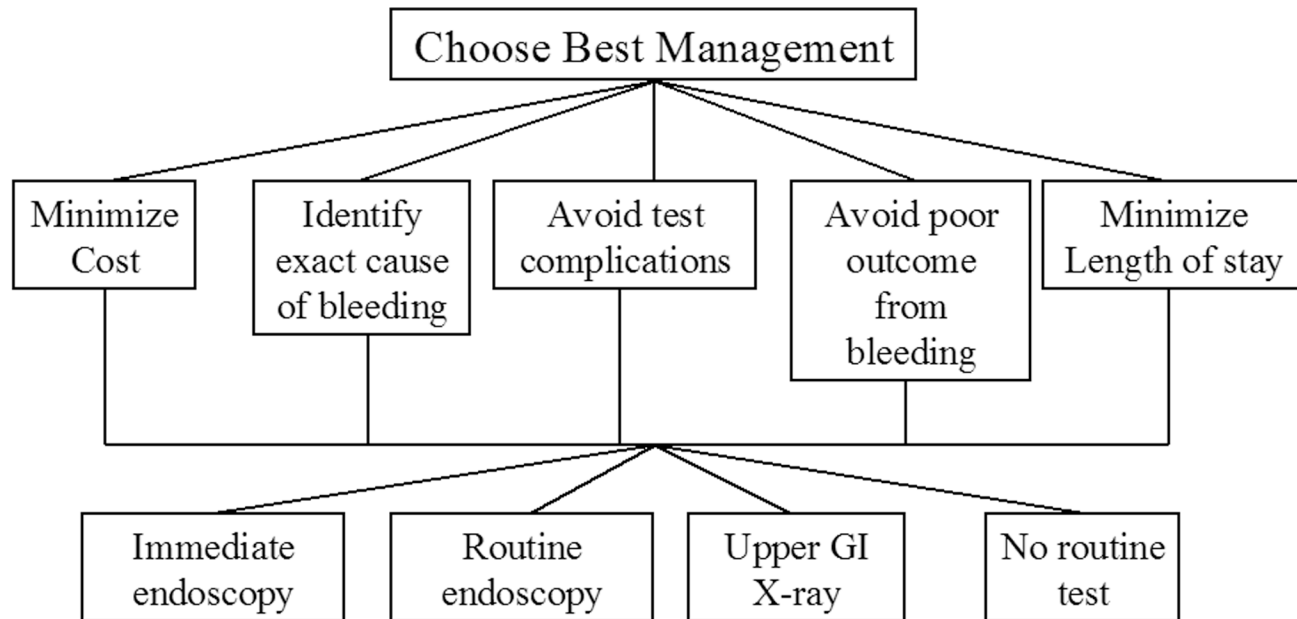 Choose Best Management
Minimize
Cost
Identify
exact cause
of bleeding
Avoid test
complications
Avoid poor
outcome
from
bleeding
Minimize
Length of stay
Immediate
endoscopy
Routine
endoscopy
Upper GI
X-ray
No routine
test